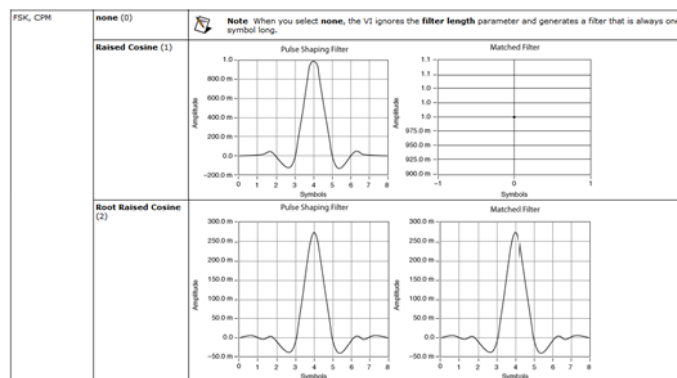 FSK, CPM
none (0)
Note When you select none, the VI ignores the filter length parameter and generates a filter that is always one
symbol long.
Raised Cosine (1)
Pulse Shaping Filter
Amplitude
1.0
800.0 m
600.0 m
400.0 m
200.0 m
0.0
−200.0 m
0 1 2 3 4 5 6 7 8
Symbols
Matched Filter
Amplitude
1.1
1.1
1.0
1.0
1.0
975.0 m
950.0 m
925.0 m
900.0 m
−1 0 1
Symbols
Root Raised Cosine
(2)
Pulse Shaping Filter
Amplitude
300.0 m
250.0 m
200.0 m
150.0 m
100.0 m
50.0 m
0.0
−50.0 m
0 1 2 3 4 5 6 7 8
Symbols
Matched Filter
Amplitude
300.0 m
250.0 m
200.0 m
150.0 m
100.0 m
50.0 m
0.0
−50.0 m
0 1 2 3 4 5 6 7 8
Symbols